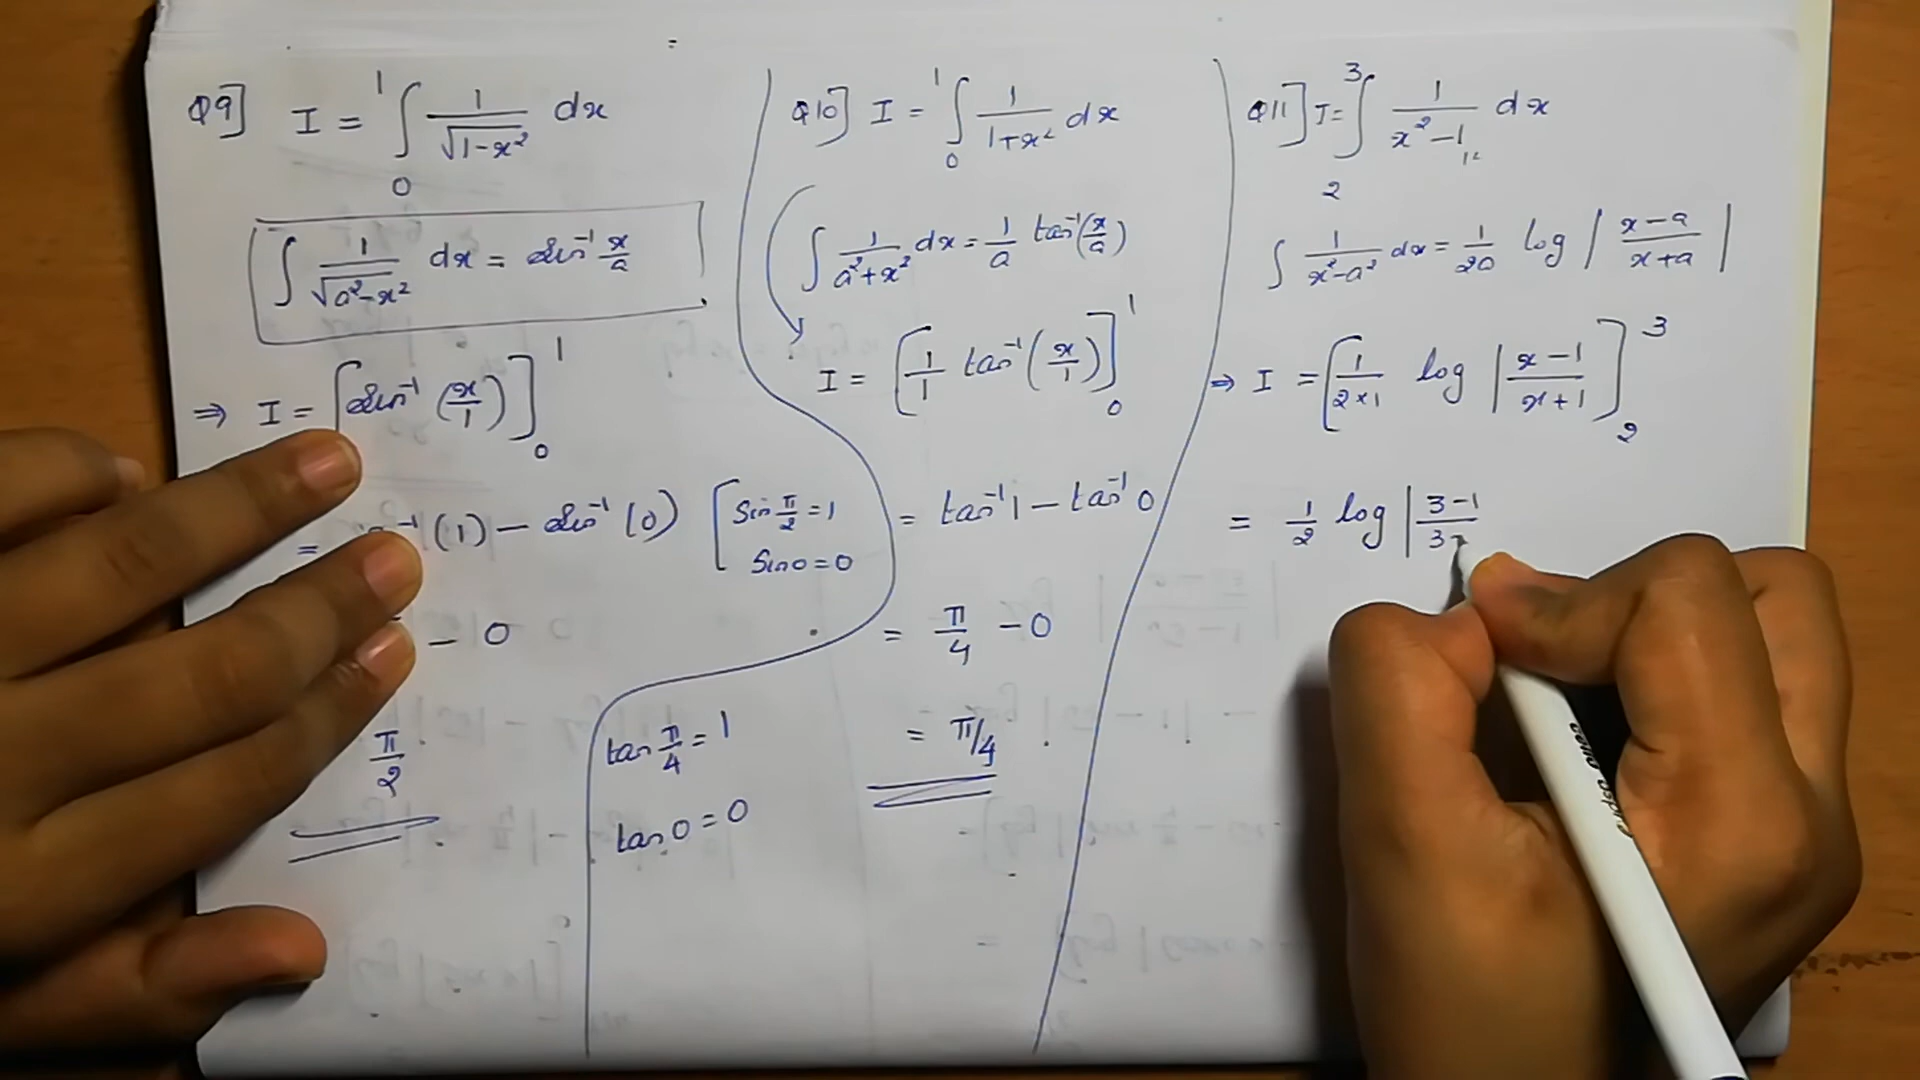 Q9] I = ∫₀¹ 1/√(1-x²) dx
∫ 1/√(a²-x²) dx = sin⁻¹ x/a
⇒ I = [sin⁻¹ (x/1)]₀¹
= ⁻¹(1) - sin⁻¹(0) [sin π/2 = 1
sin 0 = 0
- 0
π/2
Q10] I = ∫₀¹ 1/(1+x²) dx
∫ 1/(a²+x²) dx = 1/a tan⁻¹(x/a)
I = [1/1 tan⁻¹(x/1)]₀¹
= tan⁻¹1 - tan⁻¹0
= π/4 - 0
= π/4
tan π/4 = 1
tan 0 = 0
Q11] I = ∫₂³ 1/(x²-1) dx
1²
∫ 1/(x²-a²) dx = 1/2a log |(x-a)/(x+a)|
⇒ I = [1/(2×1) log |(x-1)/(x+1)]₂³
= 1/2 log |(3-1)/3